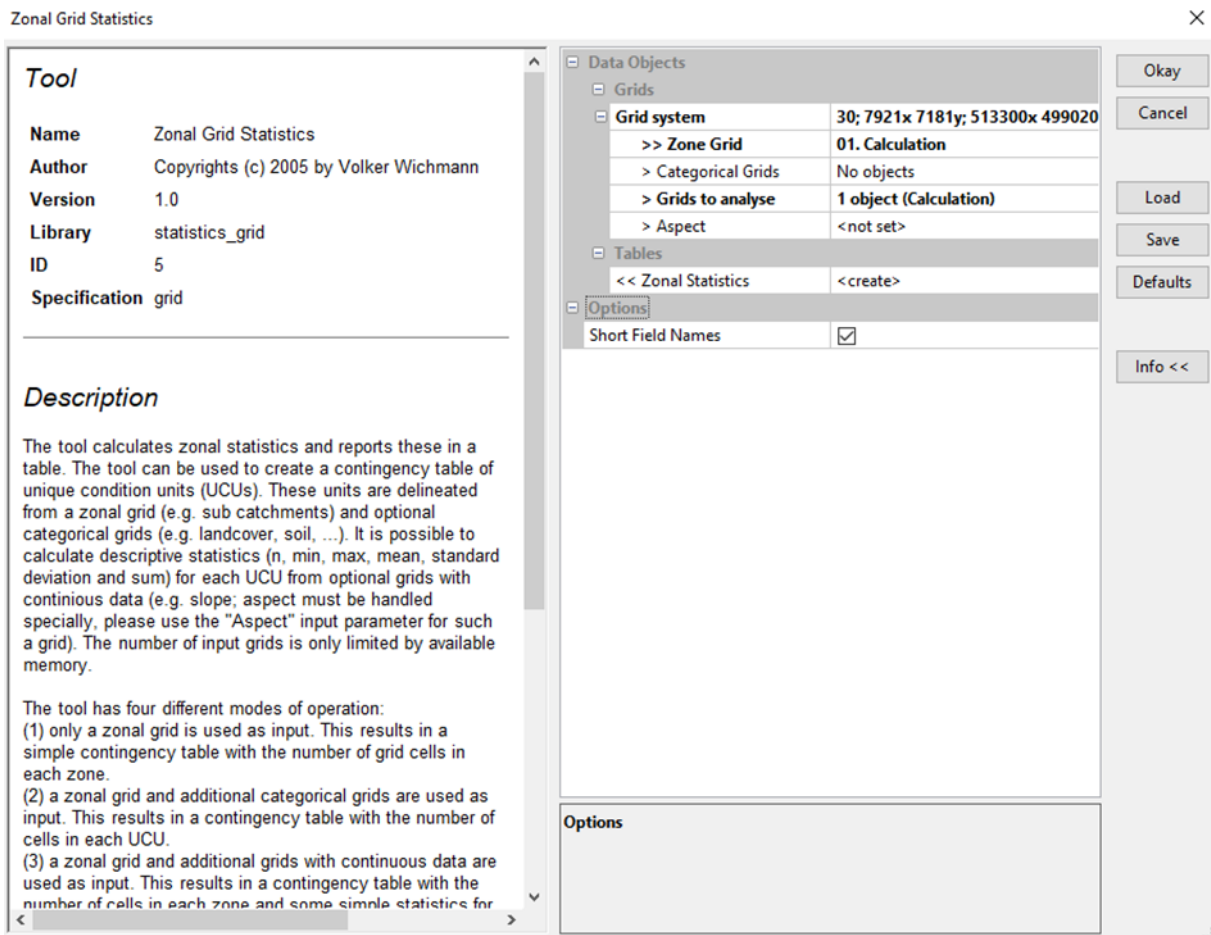 Zonal Grid Statistics
Tool
Name Zonal Grid Statistics
Author Copyrights (c) 2005 by Volker Wichmann
Version 1.0
Library statistics_grid
ID 5
Specification grid
Description
The tool calculates zonal statistics and reports these in a
table. The tool can be used to create a contingency table of
unique condition units (UCUs). These units are delineated
from a zonal grid (e.g. sub catchments) and optional
categorical grids (e.g. landcover, soil, ...). It is possible to
calculate descriptive statistics (n, min, max, mean, standard
deviation and sum) for each UCU from optional grids with
continious data (e.g. slope; aspect must be handled
specially, please use the "Aspect" input parameter for such
a grid). The number of input grids is only limited by available
memory.
The tool has four different modes of operation:
(1) only a zonal grid is used as input. This results in a
simple contingency table with the number of grid cells in
each zone.
(2) a zonal grid and additional categorical grids are used as
input. This results in a contingency table with the number of
cells in each UCU.
(3) a zonal grid and additional grids with continuous data are
used as input. This results in a contingency table with the
number of cells in each zone and some simple statistics for
Data Objects
Grids
Grid system 30; 7921x 7181y; 513300x 499020
>> Zone Grid 01. Calculation
> Categorical Grids No objects
> Grids to analyse 1 object (Calculation)
> Aspect <not set>
Tables
<< Zonal Statistics <create>
Options
Short Field Names
Options
Okay
Cancel
Load
Save
Defaults
Info <<